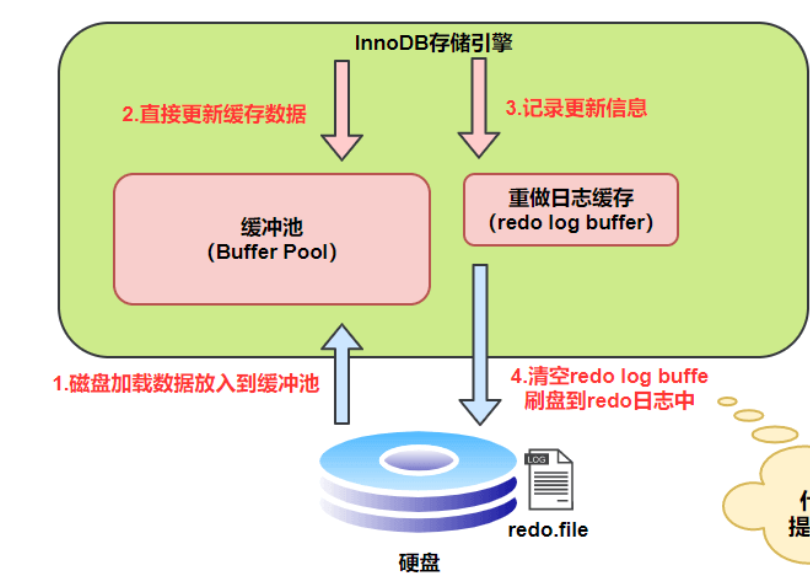 InnoDB存储引擎
2.直接更新缓存数据
3.记录更新信息
缓冲池
（Buffer Pool）
重做日志缓存
（redo log buffer）
1.磁盘加载数据放入到缓冲池
4.清空redo log buffe
刷盘到redo日志中
LOG
redo.file
硬盘
什
提